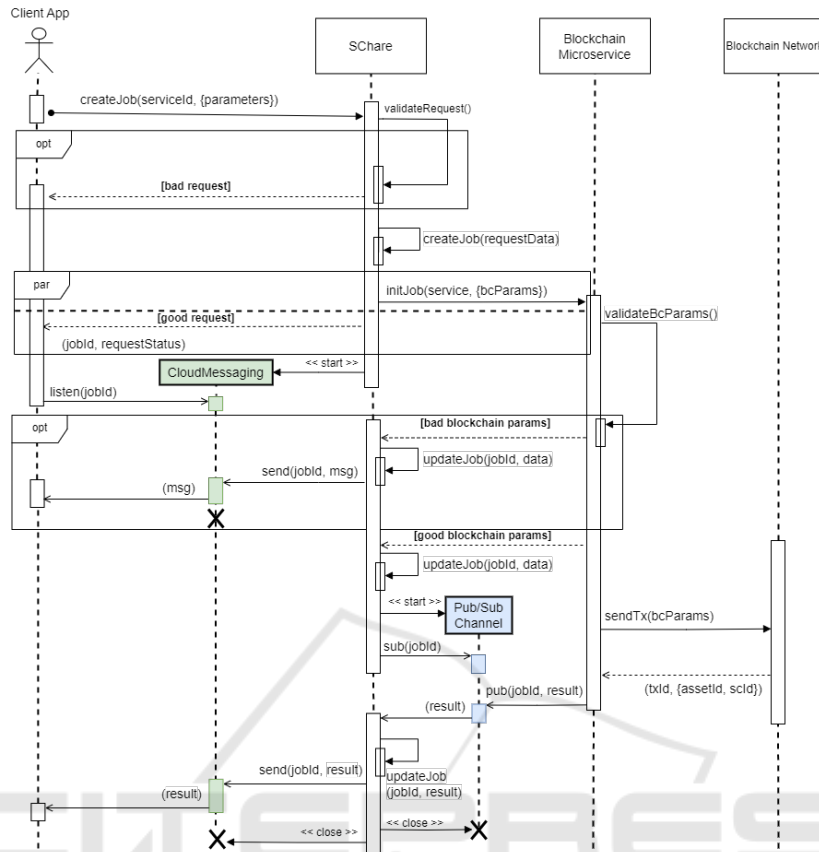 Client App
SChare
Blockchain
Microservice
Blockchain Network
createJob(serviceId, {parameters})
validateRequest()
opt
[bad request]
createJob(requestData)
par
initJob(service, {bcParams})
[good request]
validateBcParams()
(jobId, requestStatus)
<< start >>
CloudMessaging
listen(jobId)
opt
[bad blockchain params]
updateJob(jobId, data)
send(jobId, msg)
(msg)
[good blockchain params]
updateJob(jobId, data)
<< start >>
Pub/Sub
Channel
sendTx(bcParams)
sub(jobId)
(txId, {assetId, scId})
pub(jobId, result)
(result)
send(jobId, result)
updateJob
(jobId, result)
(result)
<< close >>
<< close >>